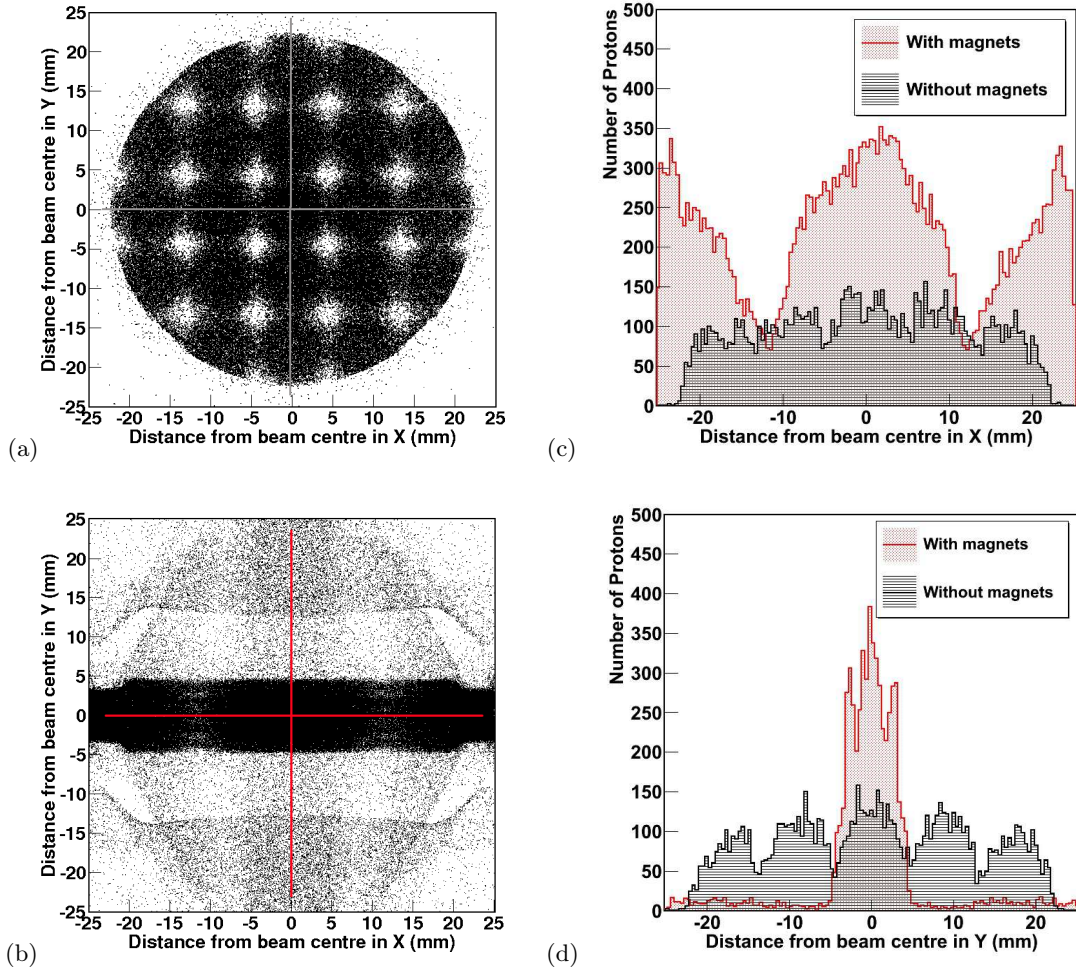 25
20
15
10
5
0
-5
-10
-15
-20
-25
Distance from beam centre in Y (mm)
-25 -20 -15 -10 -5 0 5 10 15 20 25
Distance from beam centre in X (mm)
(a)
500
450
400
350
300
250
200
150
100
50
0
Number of Protons
With magnets
Without magnets
-20 -10 0 10 20
Distance from beam centre in X (mm)
(c)
25
20
15
10
5
0
-5
-10
-15
-20
-25
Distance from beam centre in Y (mm)
-25 -20 -15 -10 -5 0 5 10 15 20 25
Distance from beam centre in X (mm)
(b)
500
450
400
350
300
250
200
150
100
50
0
Number of Protons
With magnets
Without magnets
-20 -10 0 10 20
Distance from beam centre in Y (mm)
(d)